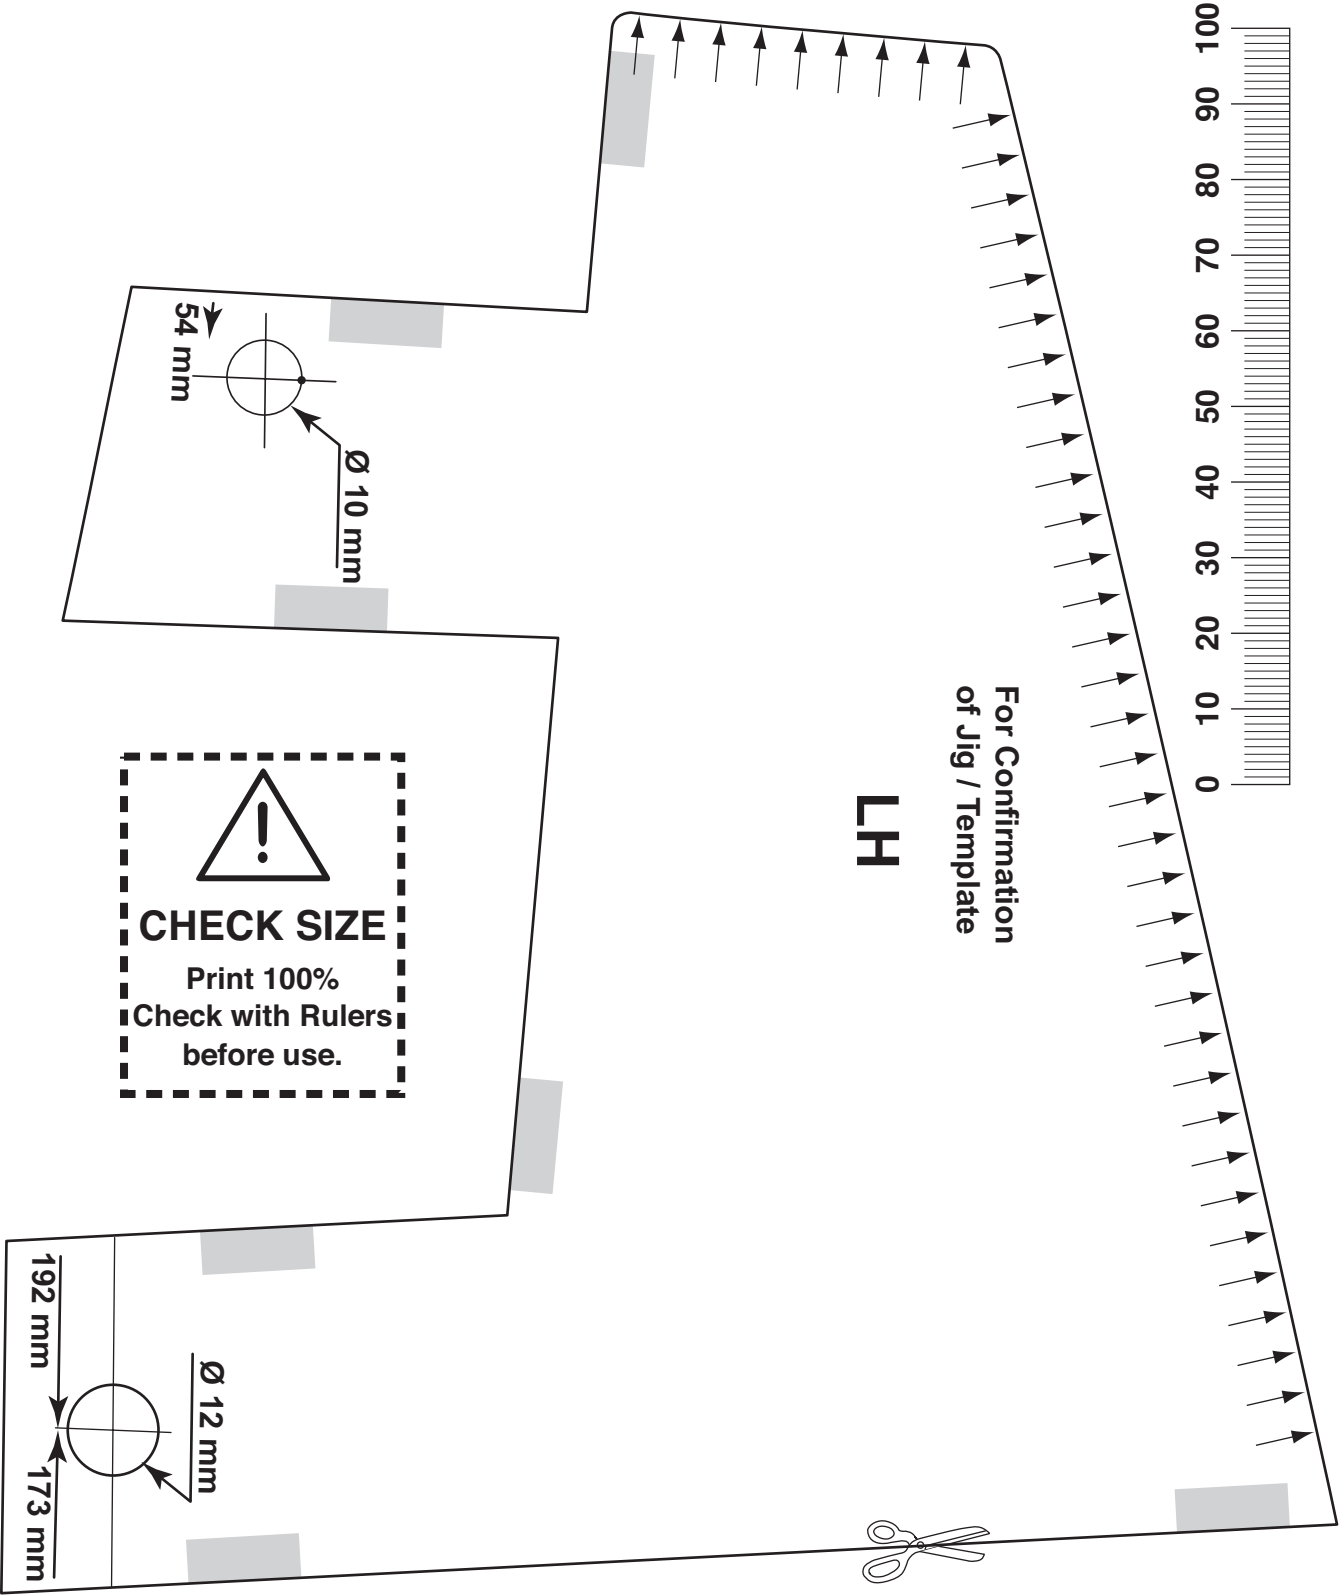 100
90
80
70
60
50
40
30
20
10
0
54 mm
Ø 10 mm
For Confirmation
of Jig / Template
LH
!
CHECK SIZE
Print 100%
Check with Rulers
before use.
192 mm
Ø 12 mm
173 mm